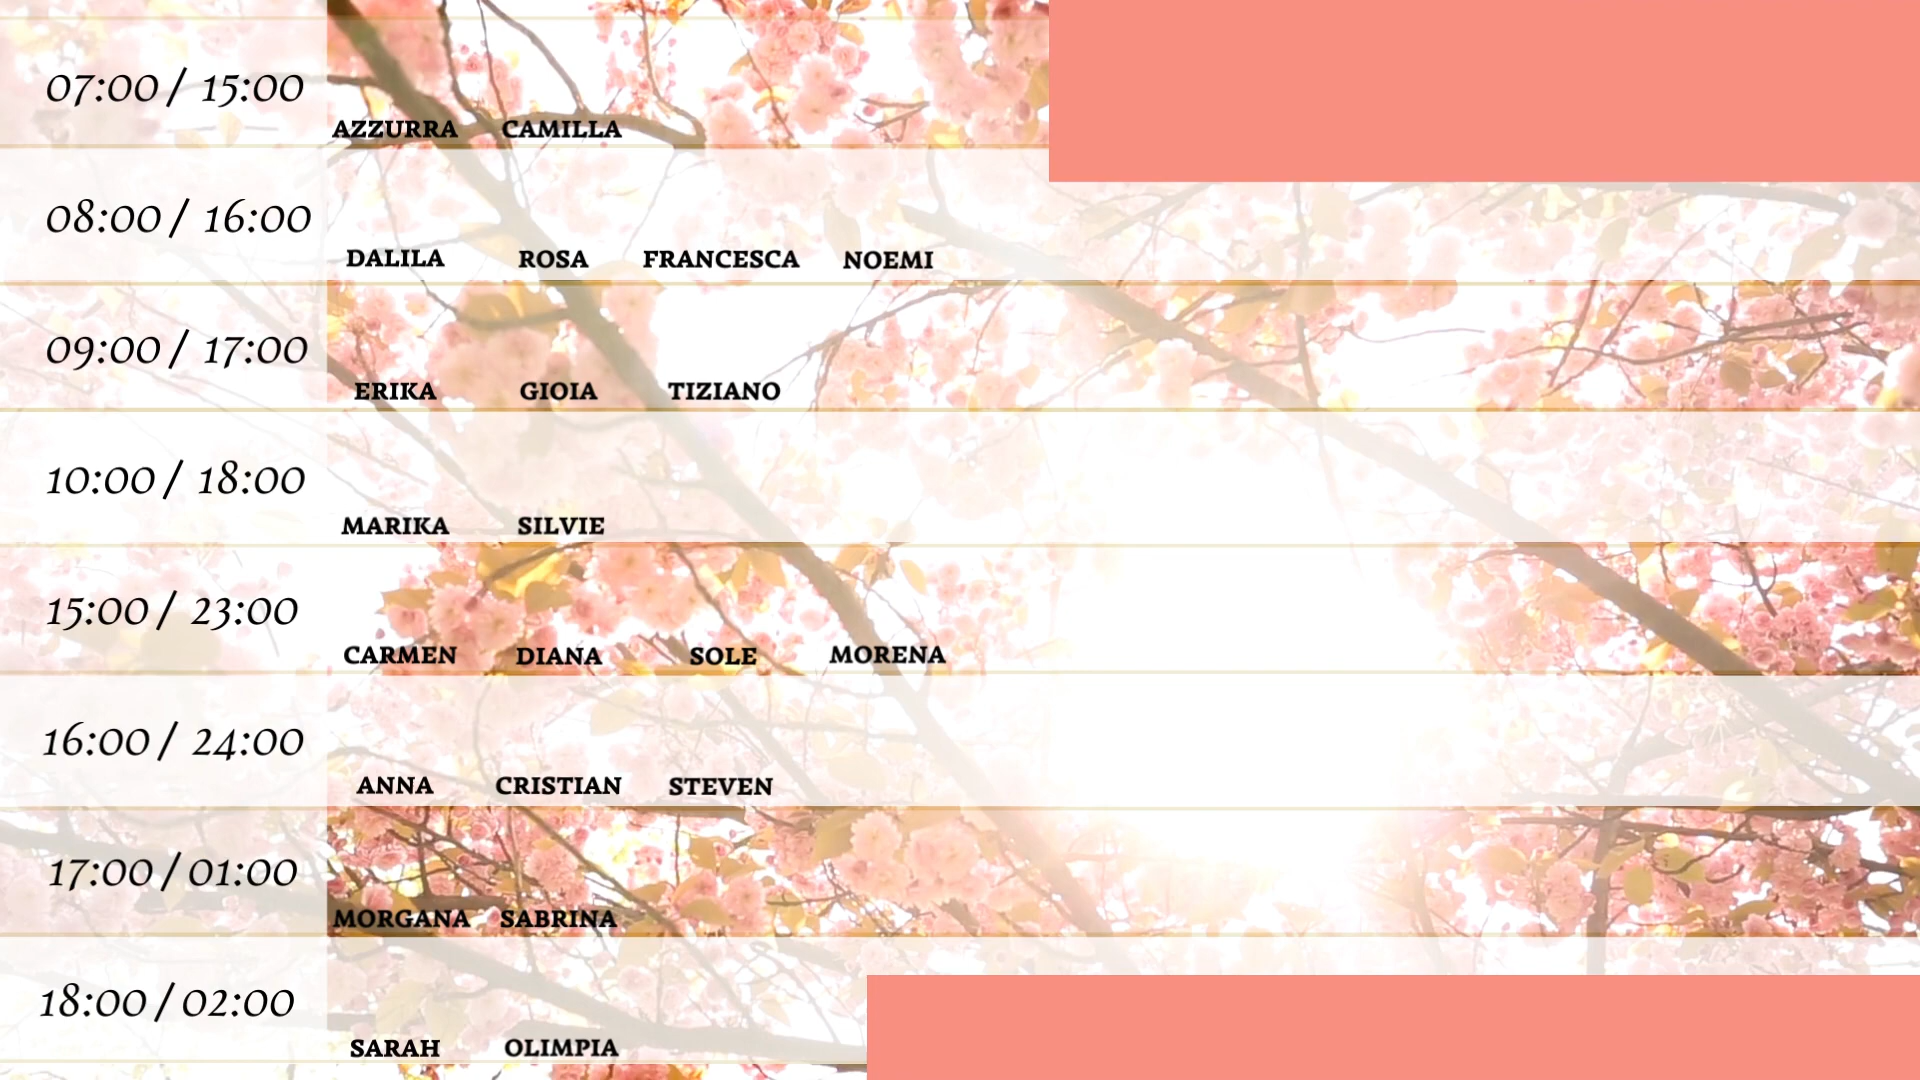 07:00 / 15:00
AZZURRA CAMILLA
08:00 / 16:00
DALILA ROSA FRANCESCA NOEMI
09:00 / 17:00
ERIKA GIOIA TIZIANO
10:00 / 18:00
MARIKA SILVIE
15:00 / 23:00
CARMEN DIANA SOLE MORENA
16:00 / 24:00
ANNA CRISTIAN STEVEN
17:00 / 01:00
MORGANA SABRINA
18:00 / 02:00
SARAH OLIMPIA